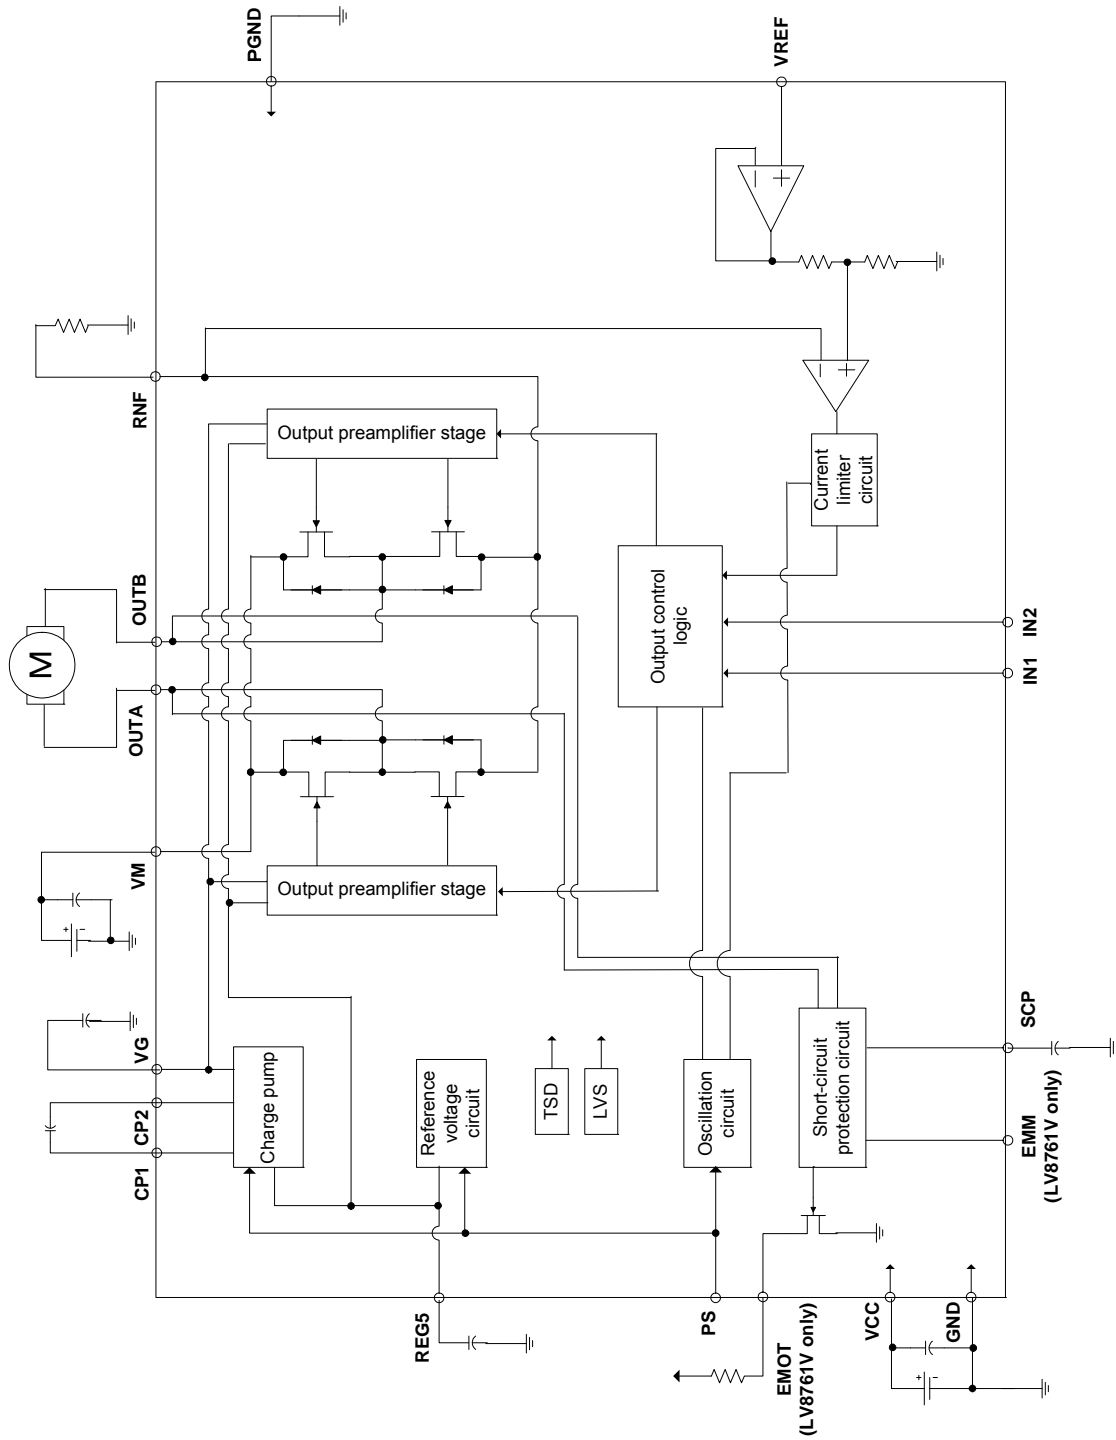 PGND
VREF
RNF
OUTB
OUTA
VM
VG
CP2
CP1
M
Output preamplifier stage
Output preamplifier stage
Current
limiter
circuit
Output control
logic
IN2
IN1
Charge pump
Reference
voltage
circuit
TSD
LVS
Oscillation
circuit
Short-circuit
protection circuit
SCP
EMM
(LV8761V only)
REG5
PS
EMOT
(LV8761V only)
VCC
GND
+ −
+ −
− +
− +